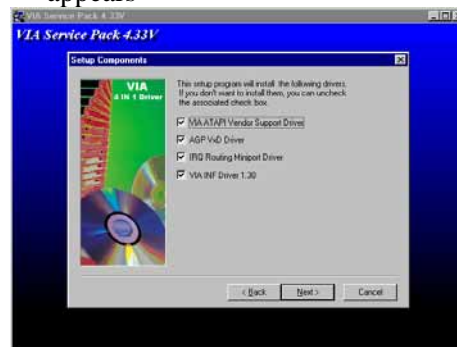 appears
VIA Service Pack 4.33V
VIA Service Pack 4.33V
Setup Components
VIA
4 IN 1 Driver
This setup program will install the following drivers.
If you don't want to install them, you can uncheck
the associated check box.
VIA ATAPI Vendor Support Driver
AGP VxD Driver
IRQ Routing Miniport Driver
VIA INF Driver 1.30
< Back
Next >
Cancel